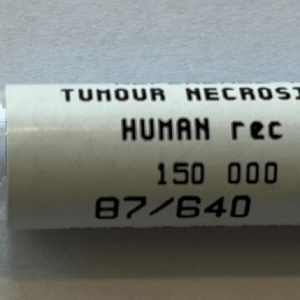 TUMOUR NECROSI
HUMAN rec
150 000
87/640